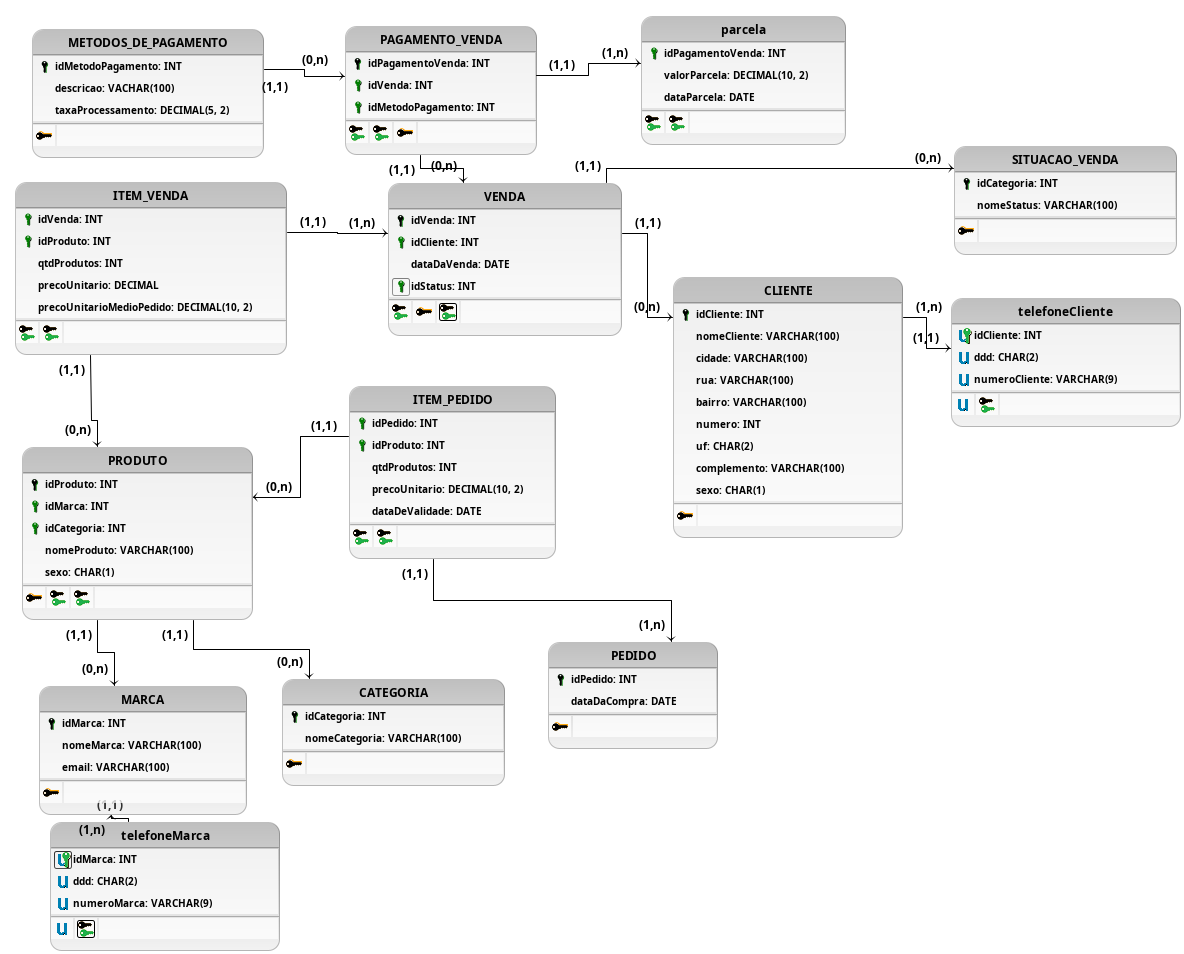 METODOS_DE_PAGAMENTO
idMetodoPagamento: INT
descricao: VACHAR(100)
taxaProcessamento: DECIMAL(5, 2)
(0,n)
(1,1)
PAGAMENTO_VENDA
idPagamentoVenda: INT
idVenda: INT
idMetodoPagamento: INT
(1,1)
(1,n)
parcela
idPagamentoVenda: INT
valorParcela: DECIMAL(10, 2)
dataParcela: DATE
(1,1)
(0,n)
(1,1)
(0,n)
SITUACAO_VENDA
idCategoria: INT
nomeStatus: VARCHAR(100)
ITEM_VENDA
idVenda: INT
idProduto: INT
qtdProdutos: INT
precoUnitario: DECIMAL
precoUnitarioMedioPedido: DECIMAL(10, 2)
(1,1)
(1,n)
VENDA
idVenda: INT
idCliente: INT
dataDaVenda: DATE
idStatus: INT
(1,1)
(0,n)
CLIENTE
idCliente: INT
nomeCliente: VARCHAR(100)
cidade: VARCHAR(100)
rua: VARCHAR(100)
bairro: VARCHAR(100)
numero: INT
uf: CHAR(2)
complemento: VARCHAR(100)
sexo: CHAR(1)
(1,n)
(1,1)
telefoneCliente
idCliente: INT
ddd: CHAR(2)
numeroCliente: VARCHAR(9)
(1,1)
(0,n)
ITEM_PEDIDO
idPedido: INT
idProduto: INT
qtdProdutos: INT
precoUnitario: DECIMAL(10, 2)
dataDeValidade: DATE
(1,1)
(0,n)
PRODUTO
idProduto: INT
idMarca: INT
idCategoria: INT
nomeProduto: VARCHAR(100)
sexo: CHAR(1)
(1,1)
(1,n)
PEDIDO
idPedido: INT
dataDaCompra: DATE
(1,1)
(0,n)
(1,1)
(0,n)
MARCA
idMarca: INT
nomeMarca: VARCHAR(100)
email: VARCHAR(100)
CATEGORIA
idCategoria: INT
nomeCategoria: VARCHAR(100)
(1,1)
(1,n)
telefoneMarca
idMarca: INT
ddd: CHAR(2)
numeroMarca: VARCHAR(9)